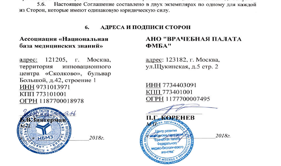 5.6. Настоящее Соглашение составлено в двух экземплярах по одному для каждой
из Сторон, которые имеют одинаковую юридическую силу.
6. АДРЕСА И ПОДПИСИ СТОРОН
Ассоциация «Национальная
база медицинских знаний»
адрес: 121205, г. Москва,
территория инновационного
центра «Сколково», бульвар
Большой, д.42, строение 1
ИНН 9731013971
КПП 773101001
ОГРН 1187700018978
2018г.
АНО "ВРАЧЕБНАЯ ПАЛАТА
ФМБА"
адрес: 123182, г. Москва,
ул.Щукинская, д.5 стр. 2
ИНН 7734403091
КПП 773401001
ОГРН 1177700007495
КОРЕНЕВ
2018г.